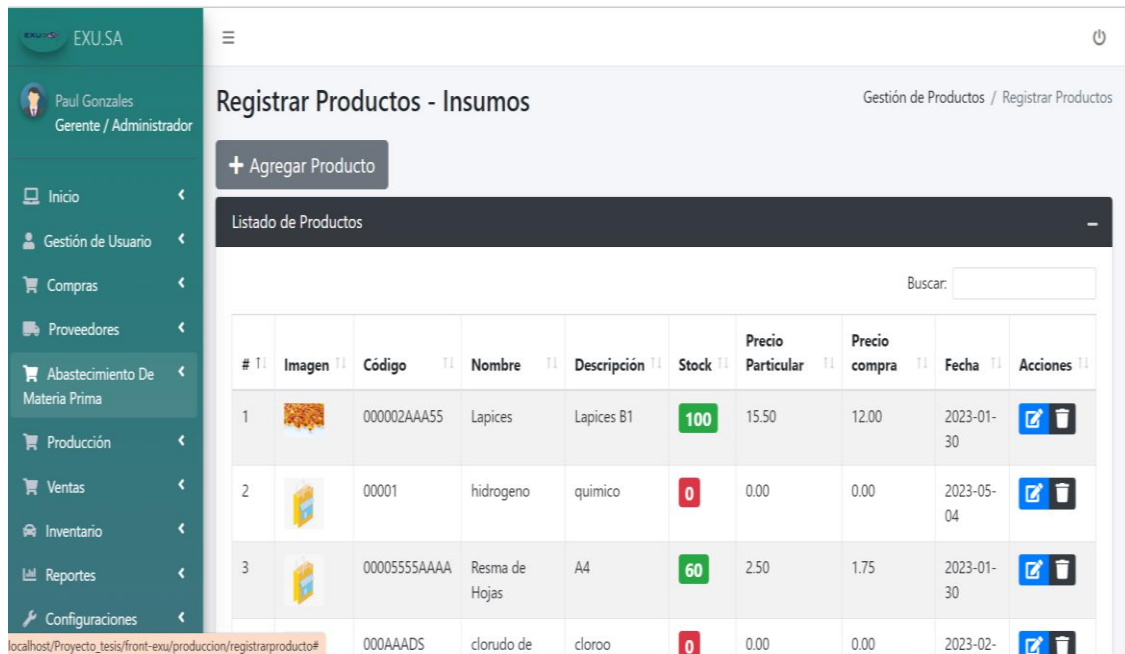 EXU.SA
Paul Gonzales
Gerente / Administrador
Inicio
Gestión de Usuario
Compras
Proveedores
Abastecimiento De
Materia Prima
Producción
Ventas
Inventario
Reportes
Configuraciones
localhost/Proyecto_tesis/front-exu/produccion/registrarproducto#
Registrar Productos - Insumos
Gestión de Productos / Registrar Productos
+ Agregar Producto
Listado de Productos
Buscar:
# Imagen Código Nombre Descripción Stock Precio Particular Precio compra Fecha Acciones
1 000002AAA55 Lapices Lapices B1 100 15.50 12.00 2023-01-30
2 00001 hidrogeno quimico 0 0.00 0.00 2023-05-04
3 00005555AAAA Resma de Hojas A4 60 2.50 1.75 2023-01-30
000AAADS clorudo de cloroo 0 0.00 0.00 2023-02-